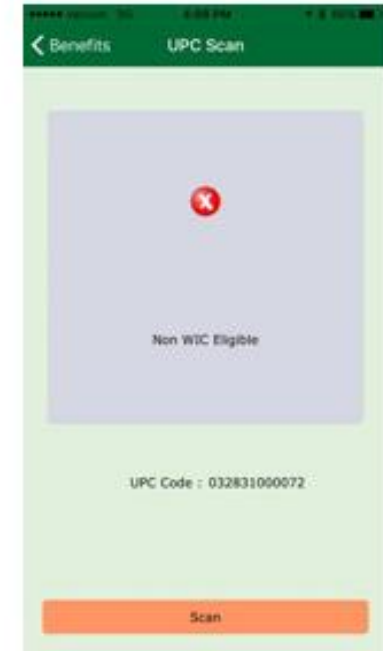 Benefits
UPC Scan
Non WIC Eligible
UPC Code : 032831000072
Scan